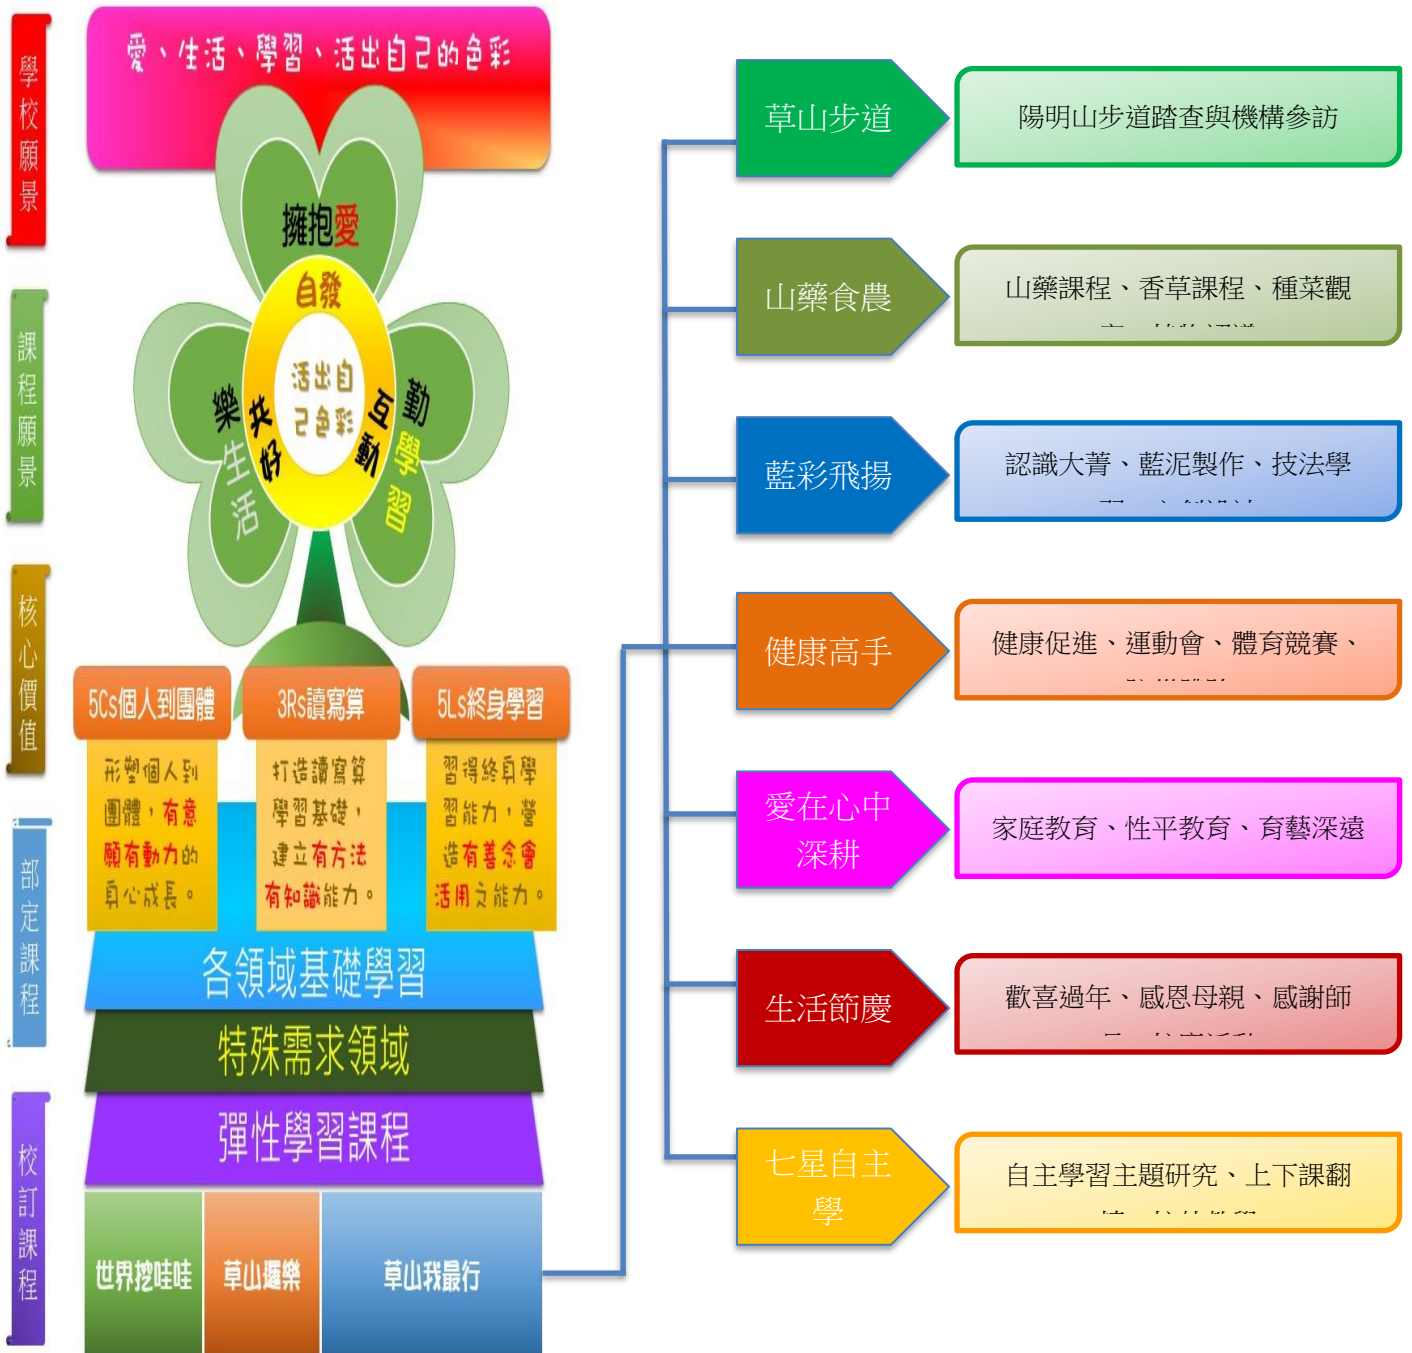 學校願景
愛、生活、學習、活出自己的色彩
課程願景
擁抱愛
自發
活出自
己色彩
樂生活
共好
互動
勤學習
核心價值
5Cs個人到團體
形塑個人到
團體，有意
願有動力的
身心成長。
3Rs讀寫算
打造讀寫算
學習基礎，
建立有方法
有知識能力。
5Ls終身學習
習得終身學
習能力，營
造有善念會
活用之能力。
部定課程
各領域基礎學習
特殊需求領域
校訂課程
彈性學習課程
世界挖哇哇
草山遛樂
草山我最行
草山步道
陽明山步道踏查與機構參訪
山藥食農
山藥課程、香草課程、種菜觀
藍彩飛揚
認識大菁、藍泥製作、技法學
健康高手
健康促進、運動會、體育競賽、
愛在心中
深耕
家庭教育、性平教育、育藝深遠
生活節慶
歡喜過年、感恩母親、感謝師
七星自主
學
自主學習主題研究、上下課翻